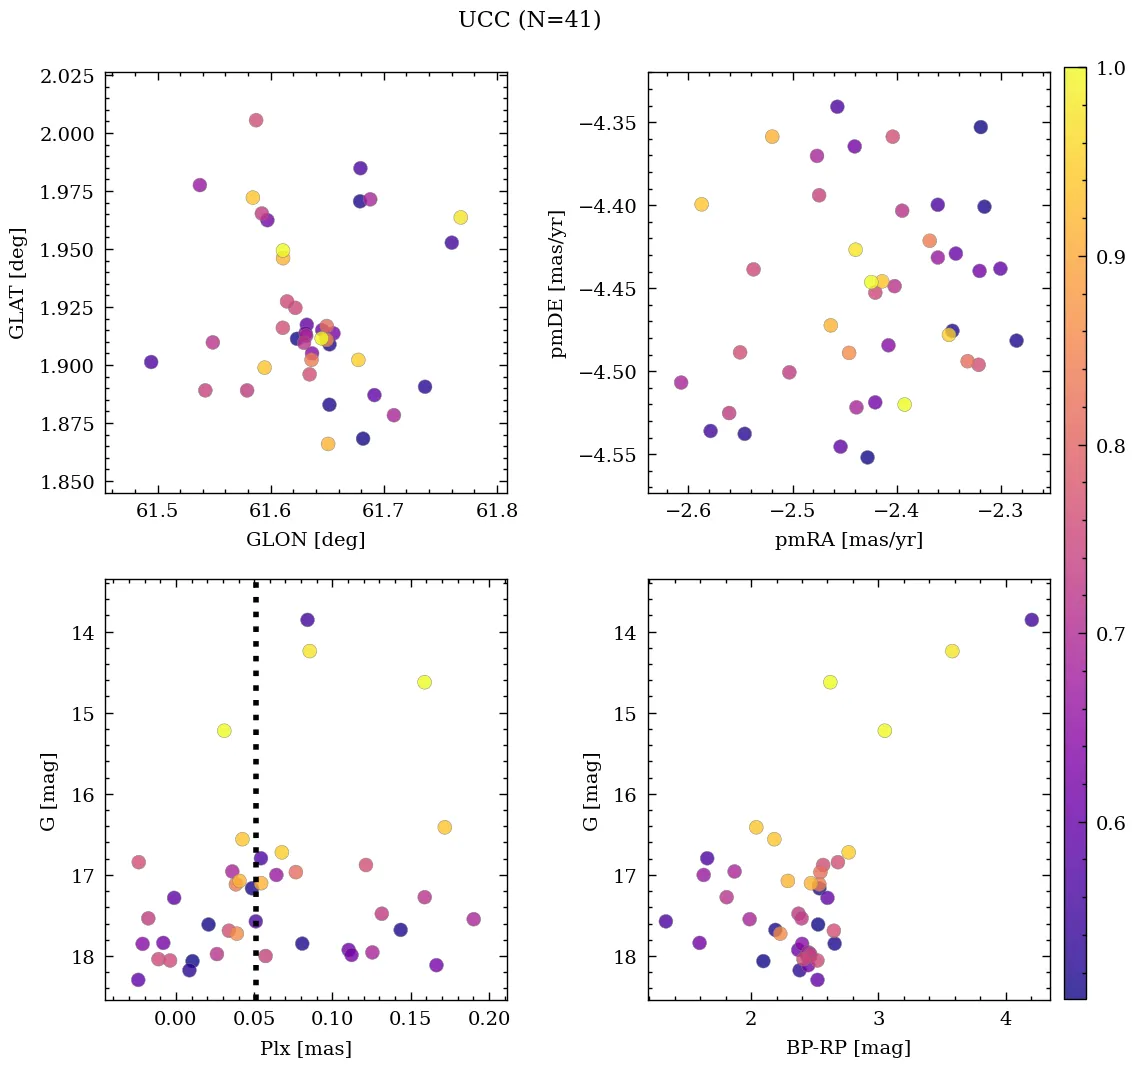 UCC (N=41)
2.025
2.000
1.975
1.950
1.925
1.900
1.875
1.850
GLAT [deg]
61.5 61.6 61.7 61.8
GLON [deg]
−4.35
−4.40
−4.45
−4.50
−4.55
pmDE [mas/yr]
−2.6 −2.5 −2.4 −2.3
pmRA [mas/yr]
1.0
0.9
0.8
0.7
0.6
14
15
16
17
18
G [mag]
0.00 0.05 0.10 0.15 0.20
Plx [mas]
14
15
16
17
18
G [mag]
2 3 4
BP-RP [mag]